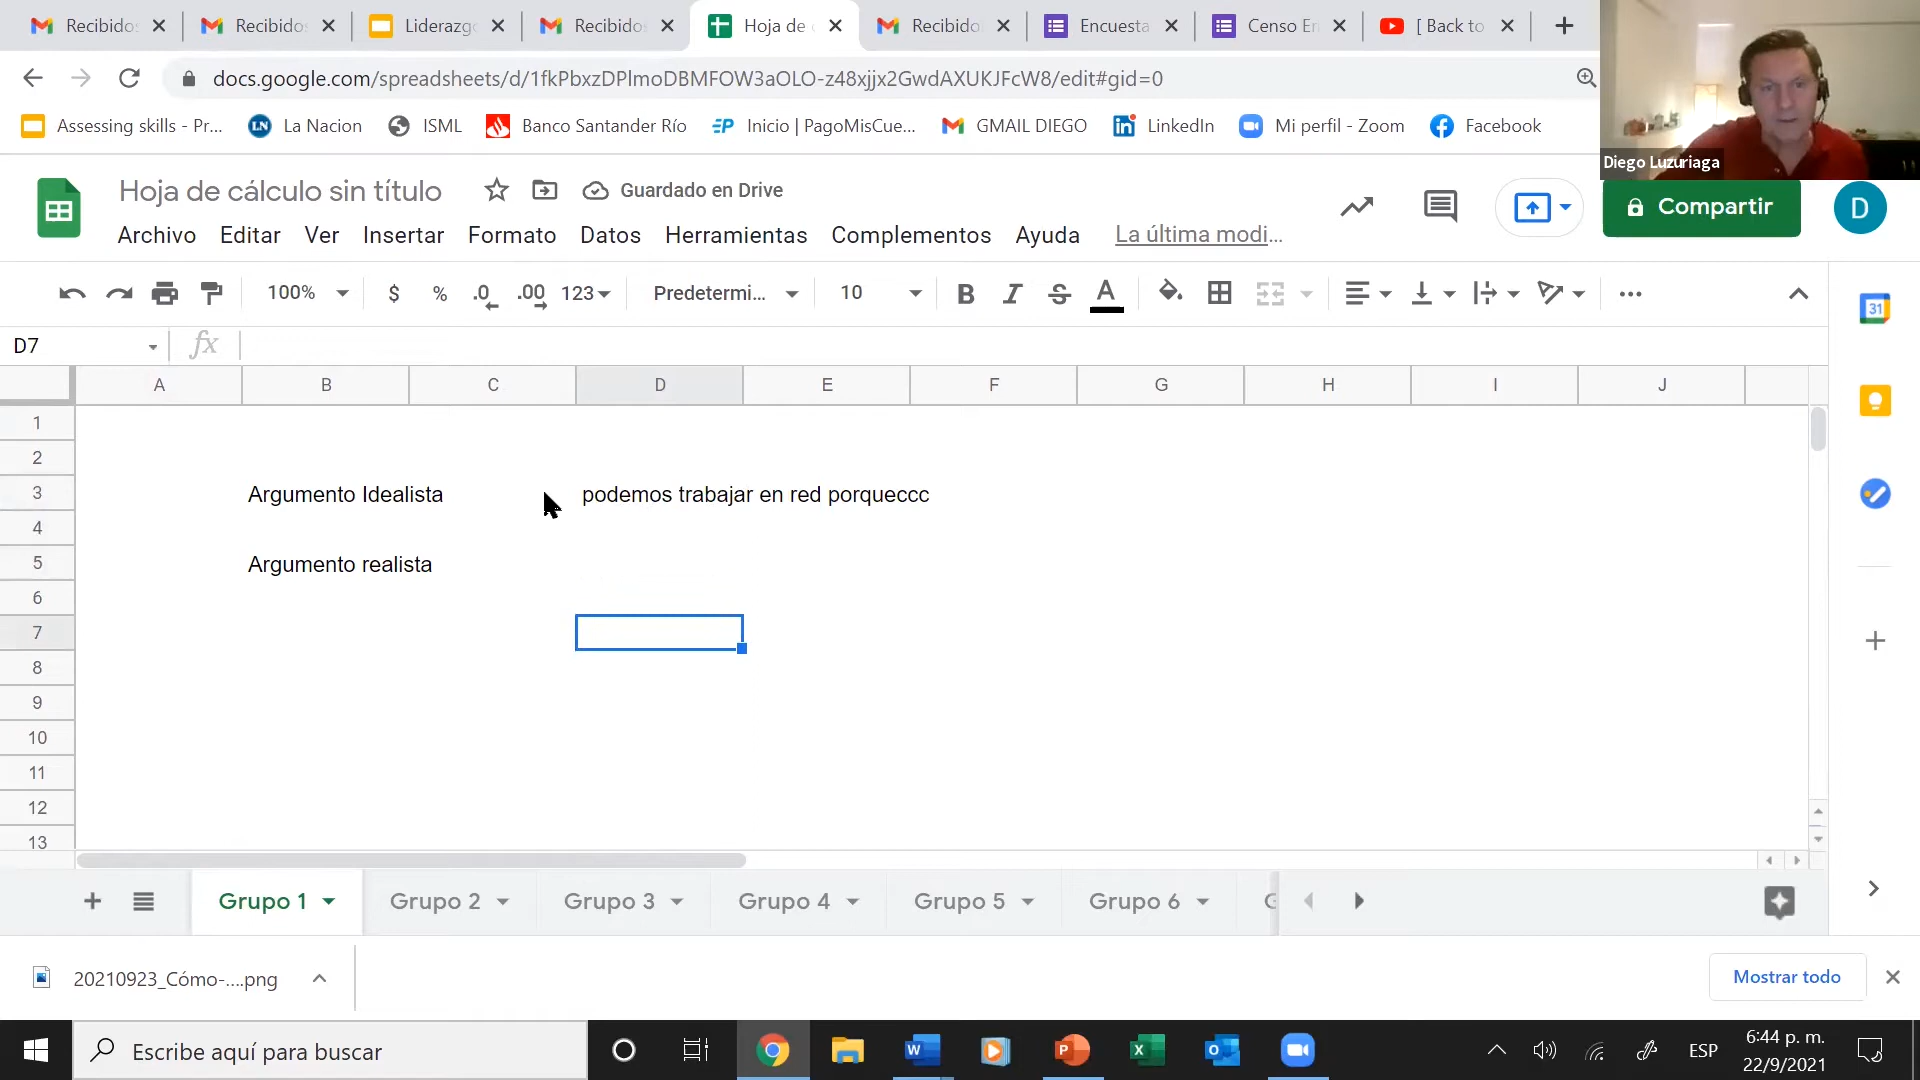 Recibidos
Recibidos
Liderazgo
Recibidos
Hoja de
Recibido
Encuesta
Censo En
[ Back to
docs.google.com/spreadsheets/d/1fkPbxzDPlmoDBMFOW3aOLO-z48xjjx2GwdAXUKJFcW8/edit#gid=0
Assessing skills - Pr...
LN La Nacion
ISML
Banco Santander Río
Inicio | PagoMisCue...
GMAIL DIEGO
LinkedIn
Mi perfil - Zoom
Facebook
Diego Luzuriaga
Hoja de cálculo sin título
Guardado en Drive
Compartir
D
Archivo Editar Ver Insertar Formato Datos Herramientas Complementos Ayuda La última modi...
100% $ % .0 .00 123 Predetermi... 10 B I S A
31
D7 fx
A B C D E F G H I J
1
2
3 Argumento Idealista podemos trabajar en red porqueccc
4
5 Argumento realista
6
7
8
9
10
11
12
13
Grupo 1 Grupo 2 Grupo 3 Grupo 4 Grupo 5 Grupo 6
20210923_Cómo-....png
Mostrar todo
Escribe aquí para buscar
ESP
6:44 p. m.
22/9/2021